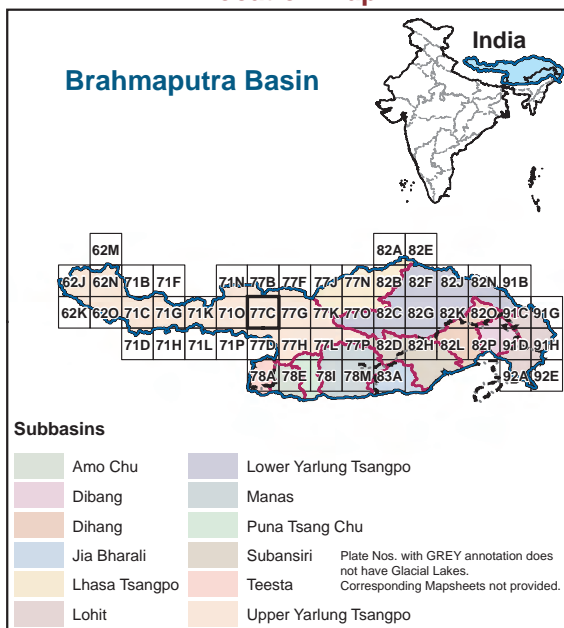 India
Brahmaputra Basin
62M 82A 82E
62J 62N 71B 71F 71N 77B 77F 77J 77N 82B 82F 82J 82N 91B
62K 62O 71C 71G 71K 71O 77C 77G 77K 77O 82C 82G 82K 82O 91C 91G
71D 71H 71L 71P 77D 77H 77L 77P 82D 82H 82L 82P 91D 91H
78A 78E 78I 78M 83A 92A 92E
Subbasins
Amo Chu Lower Yarlung Tsangpo
Dibang Manas
Dihang Puna Tsang Chu
Jia Bharali Subansiri Plate Nos. with GREY annotation does
not have Glacial Lakes.
Lhasa Tsangpo Teesta Corresponding Mapsheets not provided.
Lohit Upper Yarlung Tsangpo